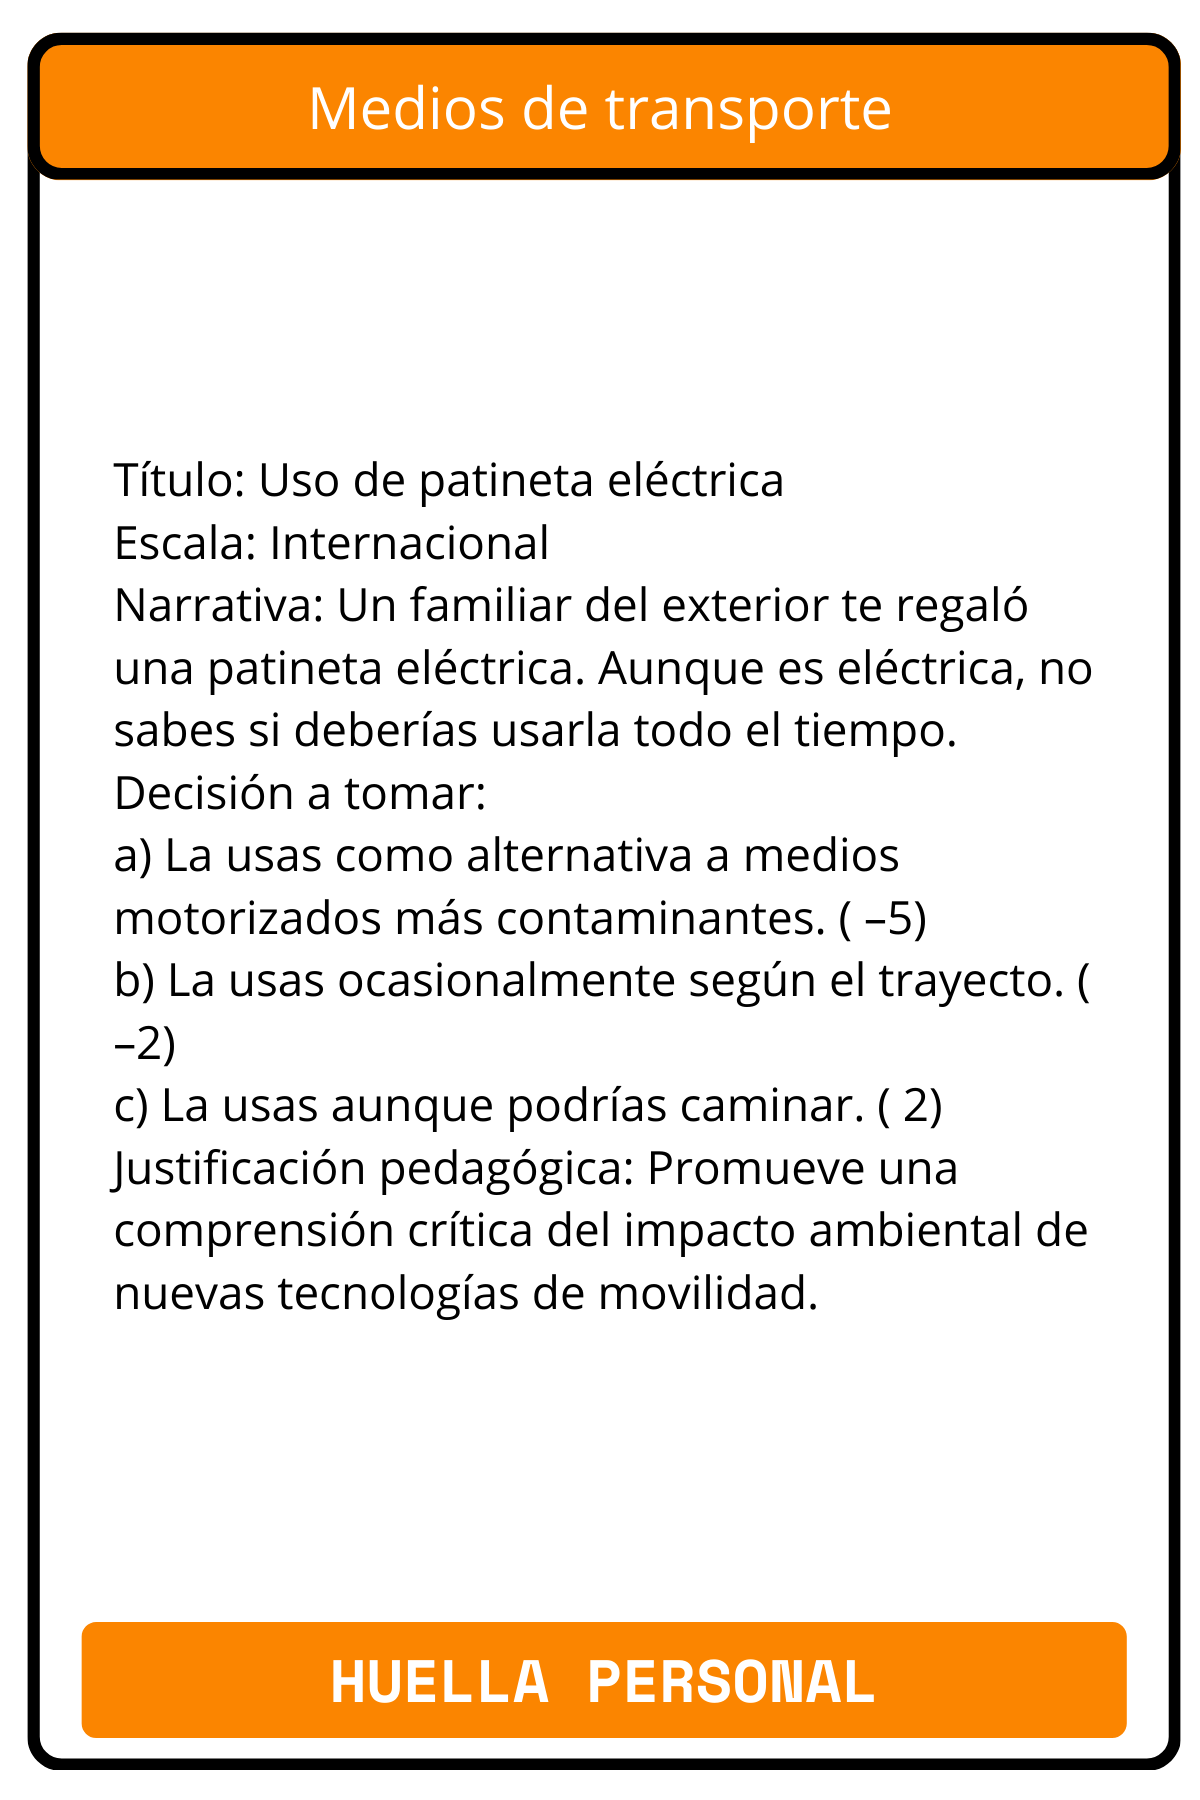 Medios de transporte
Título: Uso de patineta eléctrica
Escala: Internacional
Narrativa: Un familiar del exterior te regaló
una patineta eléctrica. Aunque es eléctrica, no
sabes si deberías usarla todo el tiempo.
Decisión a tomar:
a) La usas como alternativa a medios
motorizados más contaminantes. ( –5)
b) La usas ocasionalmente según el trayecto. (
–2)
c) La usas aunque podrías caminar. ( 2)
Justificación pedagógica: Promueve una
comprensión crítica del impacto ambiental de
nuevas tecnologías de movilidad.
HUELLA PERSONAL